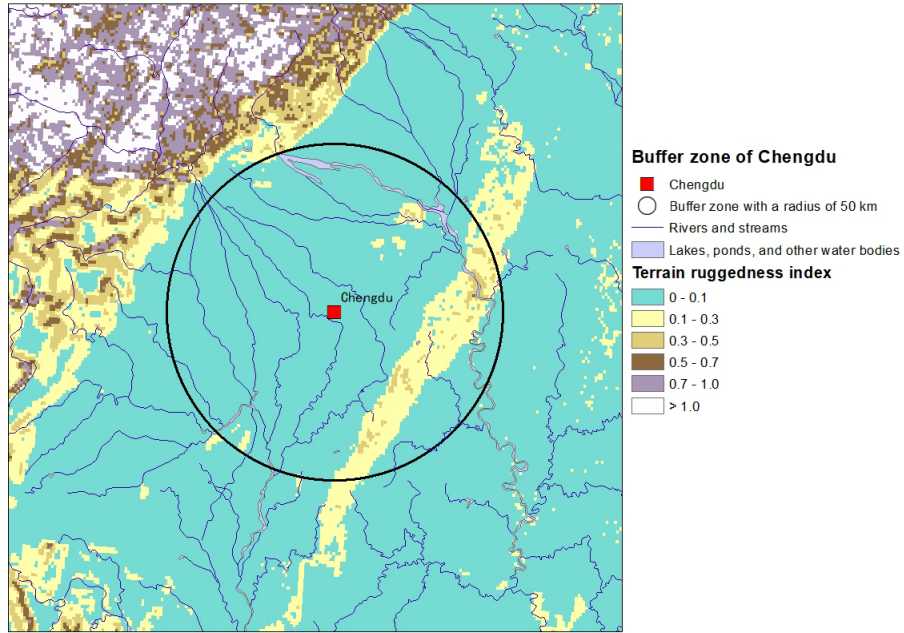 Chengdu
Buffer zone of Chengdu
Chengdu
Buffer zone with a radius of 50 km
Rivers and streams
Lakes, ponds, and other water bodies
Terrain ruggedness index
0 - 0.1
0.1 - 0.3
0.3 - 0.5
0.5 - 0.7
0.7 - 1.0
> 1.0